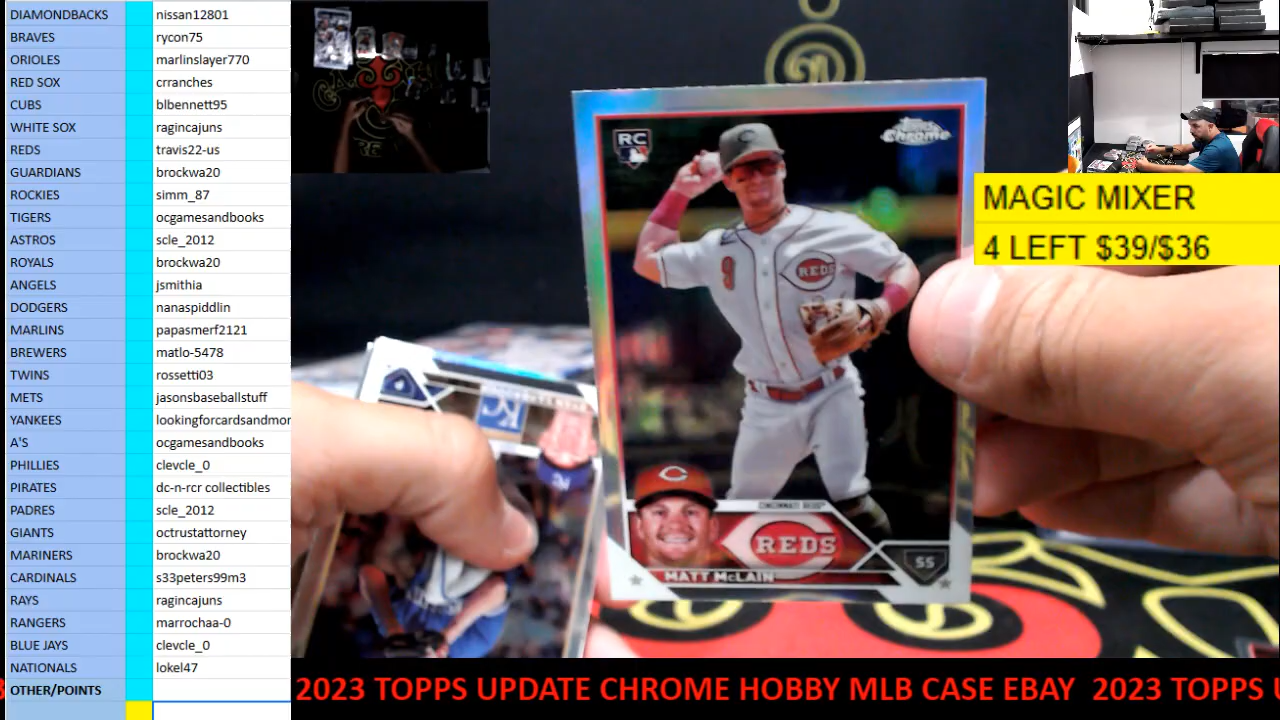 DIAMONDBACKS nissan12801
BRAVES rycon75
ORIOLES marlinslayer770
RED SOX crranches
CUBS blbennett95
WHITE SOX ragincajuns
REDS travis22-us
GUARDIANS brockwa20
ROCKIES simm_87
TIGERS ocgamesandbooks
ASTROS scle_2012
ROYALS brockwa20
ANGELS jsmithia
DODGERS nanaspiddlin
MARLINS papasmerf2121
BREWERS matlo-5478
TWINS rossetti03
METS jasonsbaseballstuff
YANKEES lookingforcardsandmor
A'S ocgamesandbooks
PHILLIES clevcle_0
PIRATES dc-n-rcr collectibles
PADRES scle_2012
GIANTS octrustattorney
MARINERS brockwa20
CARDINALS s33peters99m3
RAYS ragincajuns
RANGERS marrochaa-0
BLUE JAYS clevcle_0
NATIONALS lokel47
OTHER/POINTS
RC
Topps
Chrome
9
REDS
CINCINNATI REDS
REDS
SS
MATT McLAIN
KC
MAGIC MIXER
4 LEFT $39/$36
2023 TOPPS UPDATE CHROME HOBBY MLB CASE EBAY 2023 TOPPS U